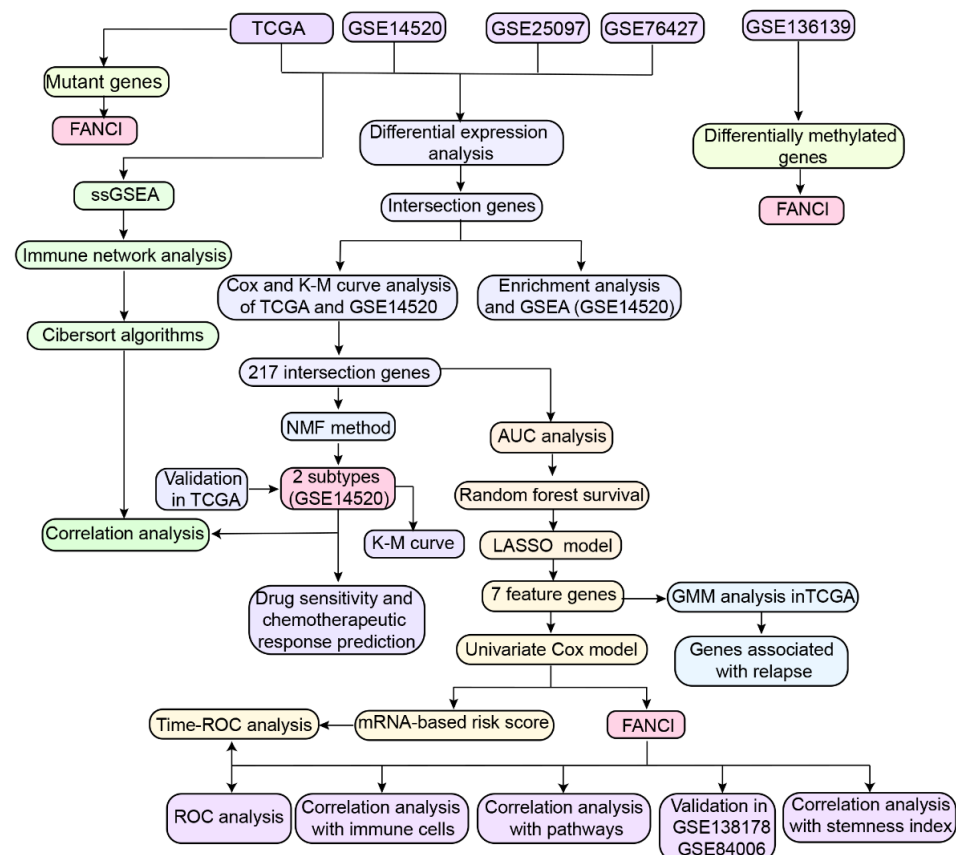 TCGA
GSE14520
GSE25097
GSE76427
GSE136139
Mutant genes
FANCI
Differential expression
analysis
Differentially methylated
genes
FANCI
ssGSEA
Intersection genes
Immune network analysis
Cox and K-M curve analysis
of TCGA and GSE14520
Enrichment analysis
and GSEA (GSE14520)
Cibersort algorithms
217 intersection genes
NMF method
AUC analysis
Validation
in TCGA
2 subtypes
(GSE14520)
Random forest survival
Correlation analysis
K-M curve
LASSO model
Drug sensitivity and
chemotherapeutic
response prediction
7 feature genes
GMM analysis inTCGA
Univariate Cox model
Genes associated
with relapse
Time-ROC analysis
mRNA-based risk score
FANCI
ROC analysis
Correlation analysis
with immune cells
Correlation analysis
with pathways
Validation in
GSE138178
GSE84006
Correlation analysis
with stemness index